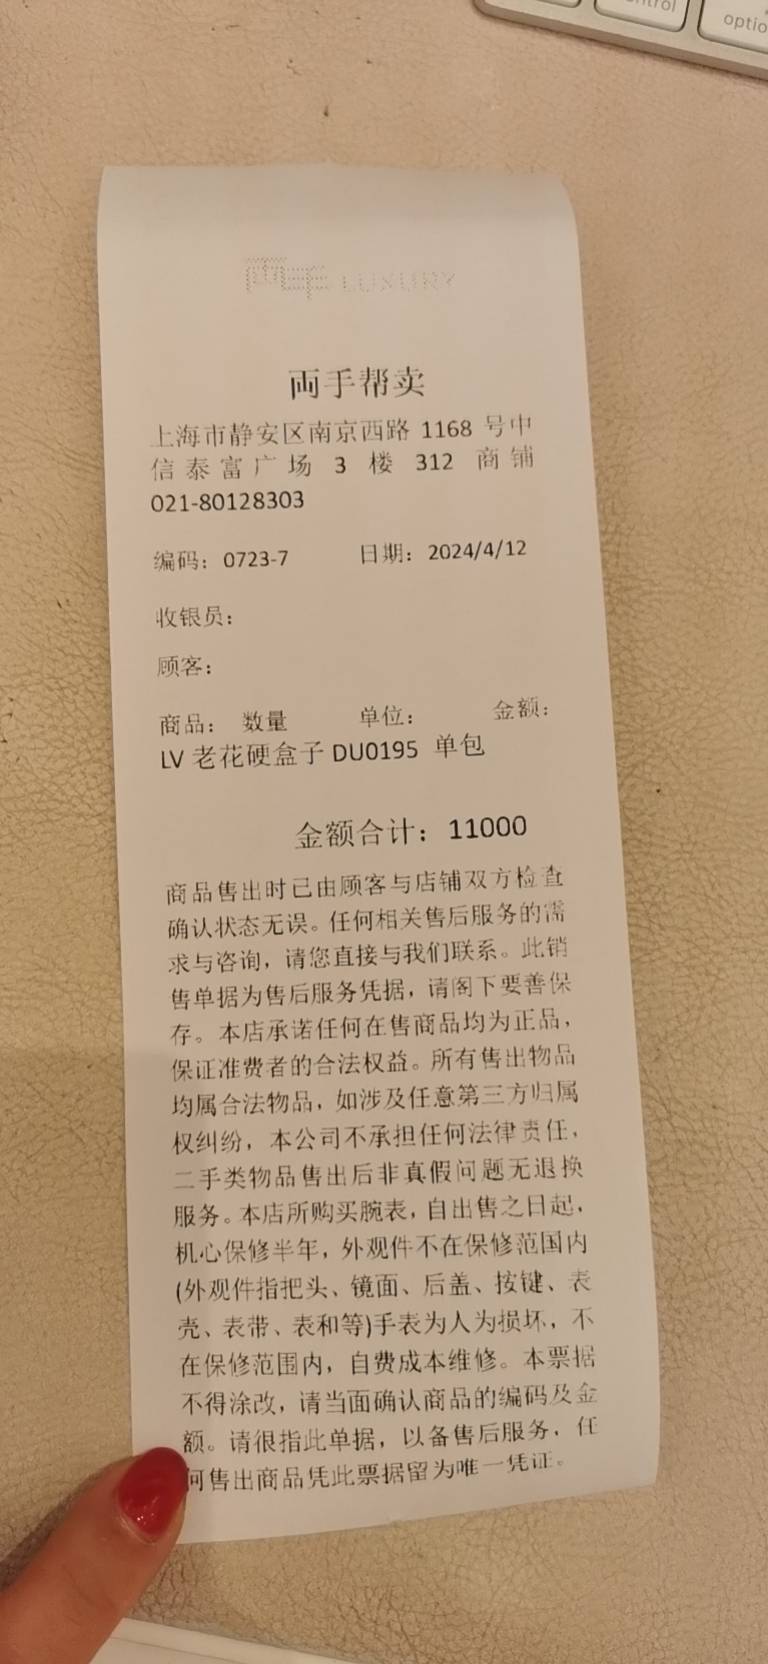 control
option
両手 LUXURY
両手帮卖
上海市静安区南京西路 1168 号中
信泰富广场 3 楼 312 商铺
021-80128303
编码：0723-7 日期：2024/4/12
收银员：
顾客：
商品： 数量 单位： 金额：
LV 老花硬盒子 DU0195 单包
金额合计：11000
商品售出时已由顾客与店铺双方检查
确认状态无误。任何相关售后服务的需
求与咨询，请您直接与我们联系。此销
售单据为售后服务凭据，请阁下要善保
存。本店承诺任何在售商品均为正品，
保证准费者的合法权益。所有售出物品
均属合法物品，如涉及任意第三方归属
权纠纷，本公司不承担任何法律责任，
二手类物品售出后非真假问题无退换
服务。本店所购买腕表，自出售之日起，
机心保修半年，外观件不在保修范围内
(外观件指把头、镜面、后盖、按键、表
壳、表带、表和等)手表为人为损坏，不
在保修范围内，自费成本维修。本票据
不得涂改，请当面确认商品的编码及金
额。请很指此单据，以备售后服务，任
何售出商品凭此票据留为唯一凭证。